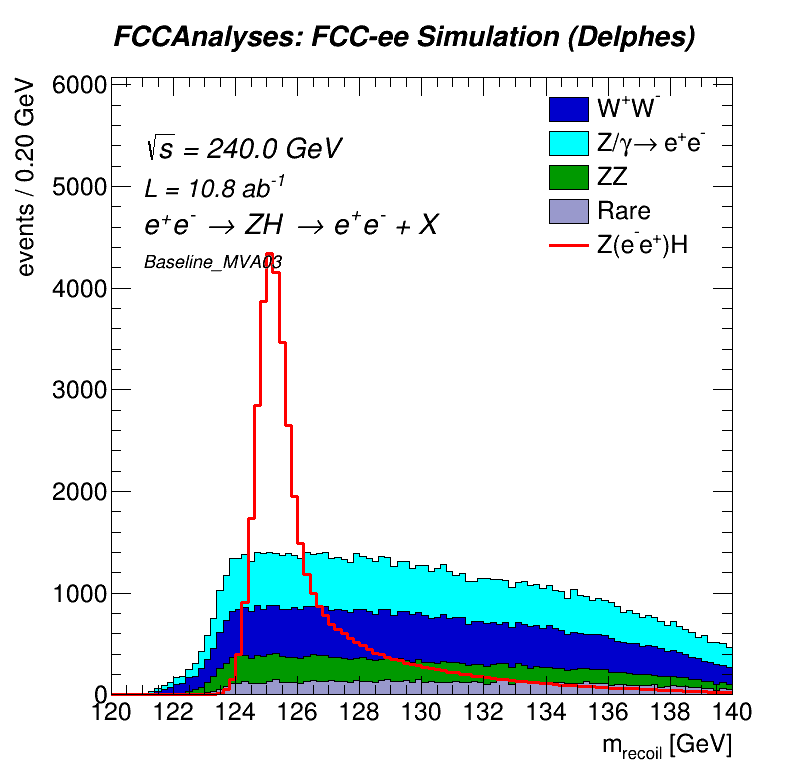 FCCAnalyses: FCC-ee Simulation (Delphes)
events / 0.20 GeV
6000
5000
4000
3000
2000
1000
0
√s = 240.0 GeV
L = 10.8 ab⁻¹
e⁺e⁻ → ZH → e⁺e⁻ + X
Baseline_MVA03
W⁺W⁻
Z/γ→ e⁺e⁻
ZZ
Rare
Z(e⁻e⁺)H
120 122 124 126 128 130 132 134 136 138 140
m_recoil [GeV]